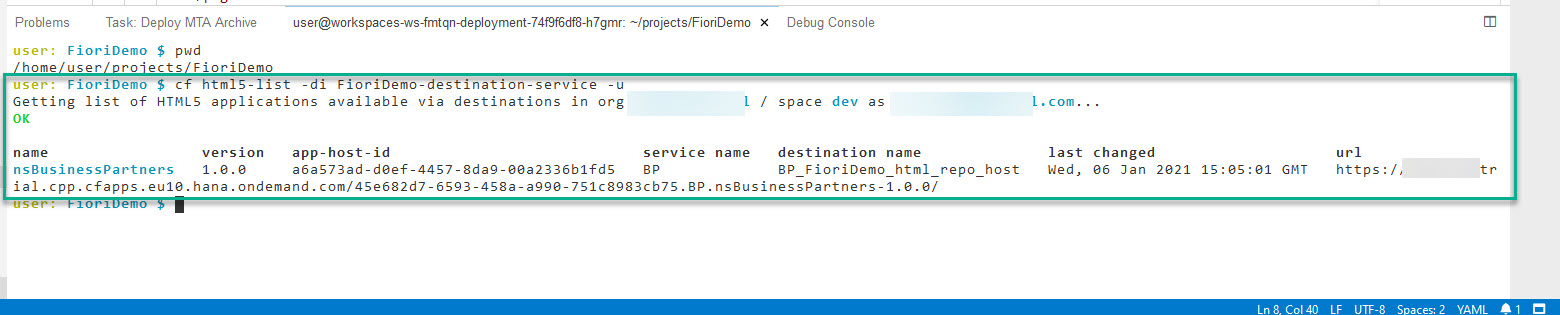 Problems Task: Deploy MTA Archive user@workspaces-ws-fmtqn-deployment-74f9f6df8-h7gmr: ~/projects/FioriDemo × Debug Console
user: FioriDemo $ pwd
/home/user/projects/FioriDemo
user: FioriDemo $ cf html5-list -di FioriDemo-destination-service -u
Getting list of HTML5 applications available via destinations in org l / space dev as l.com...
OK
name version app-host-id service name destination name last changed url
nsBusinessPartners 1.0.0 a6a573ad-d0ef-4457-8da9-00a2336b1fd5 BP BP_FioriDemo_html_repo_host Wed, 06 Jan 2021 15:05:01 GMT https:// tr
ial.cpp.cfapps.eu10.hana.ondemand.com/45e682d7-6593-458a-a990-751c8983cb75.BP.nsBusinessPartners-1.0.0/
user: FioriDemo $
Ln 8, Col 40 LF UTF-8 Spaces: 2 YAML 1